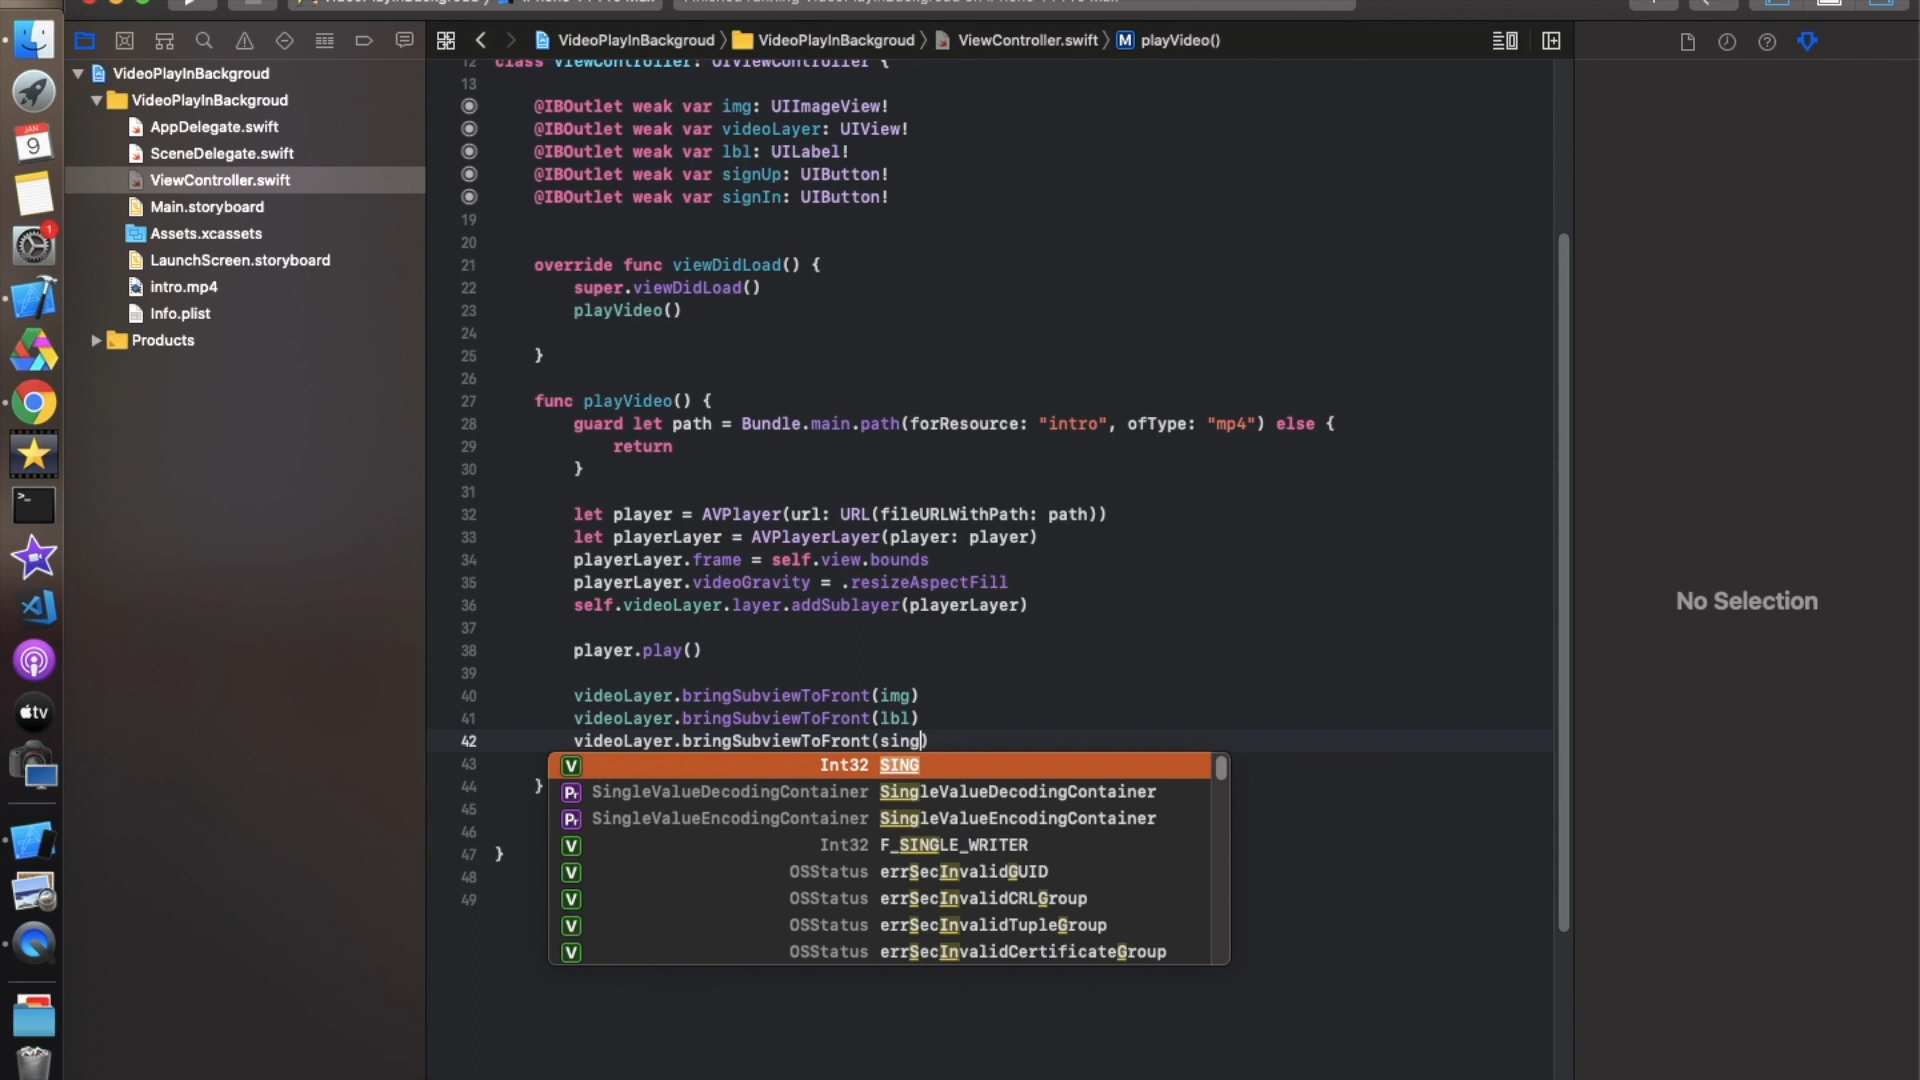 VideoPlayInBackgroud
VideoPlayInBackgroud
ViewController.swift
M playVideo()
VideoPlayInBackgroud
VideoPlayInBackgroud
AppDelegate.swift
SceneDelegate.swift
ViewController.swift
Main.storyboard
Assets.xcassets
LaunchScreen.storyboard
intro.mp4
Info.plist
Products
JAN
9
1
tv
12 class ViewController: UIViewController {
13
@IBOutlet weak var img: UIImageView!
@IBOutlet weak var videoLayer: UIView!
@IBOutlet weak var lbl: UILabel!
@IBOutlet weak var signUp: UIButton!
@IBOutlet weak var signIn: UIButton!
19
20
21 override func viewDidLoad() {
22 super.viewDidLoad()
23 playVideo()
24
25 }
26
27 func playVideo() {
28 guard let path = Bundle.main.path(forResource: "intro", ofType: "mp4") else {
29 return
30 }
31
32 let player = AVPlayer(url: URL(fileURLWithPath: path))
33 let playerLayer = AVPlayerLayer(player: player)
34 playerLayer.frame = self.view.bounds
35 playerLayer.videoGravity = .resizeAspectFill
36 self.videoLayer.layer.addSublayer(playerLayer)
37
38 player.play()
39
40 videoLayer.bringSubviewToFront(img)
41 videoLayer.bringSubviewToFront(lbl)
42 videoLayer.bringSubviewToFront(sing)
43
44 }
45
46
47 }
48
49
V Int32 SING
Pr SingleValueDecodingContainer SingleValueDecodingContainer
Pr SingleValueEncodingContainer SingleValueEncodingContainer
V Int32 F_SINGLE_WRITER
V OSStatus errSecInvalidGUID
V OSStatus errSecInvalidCRLGroup
V OSStatus errSecInvalidTupleGroup
V OSStatus errSecInvalidCertificateGroup
No Selection